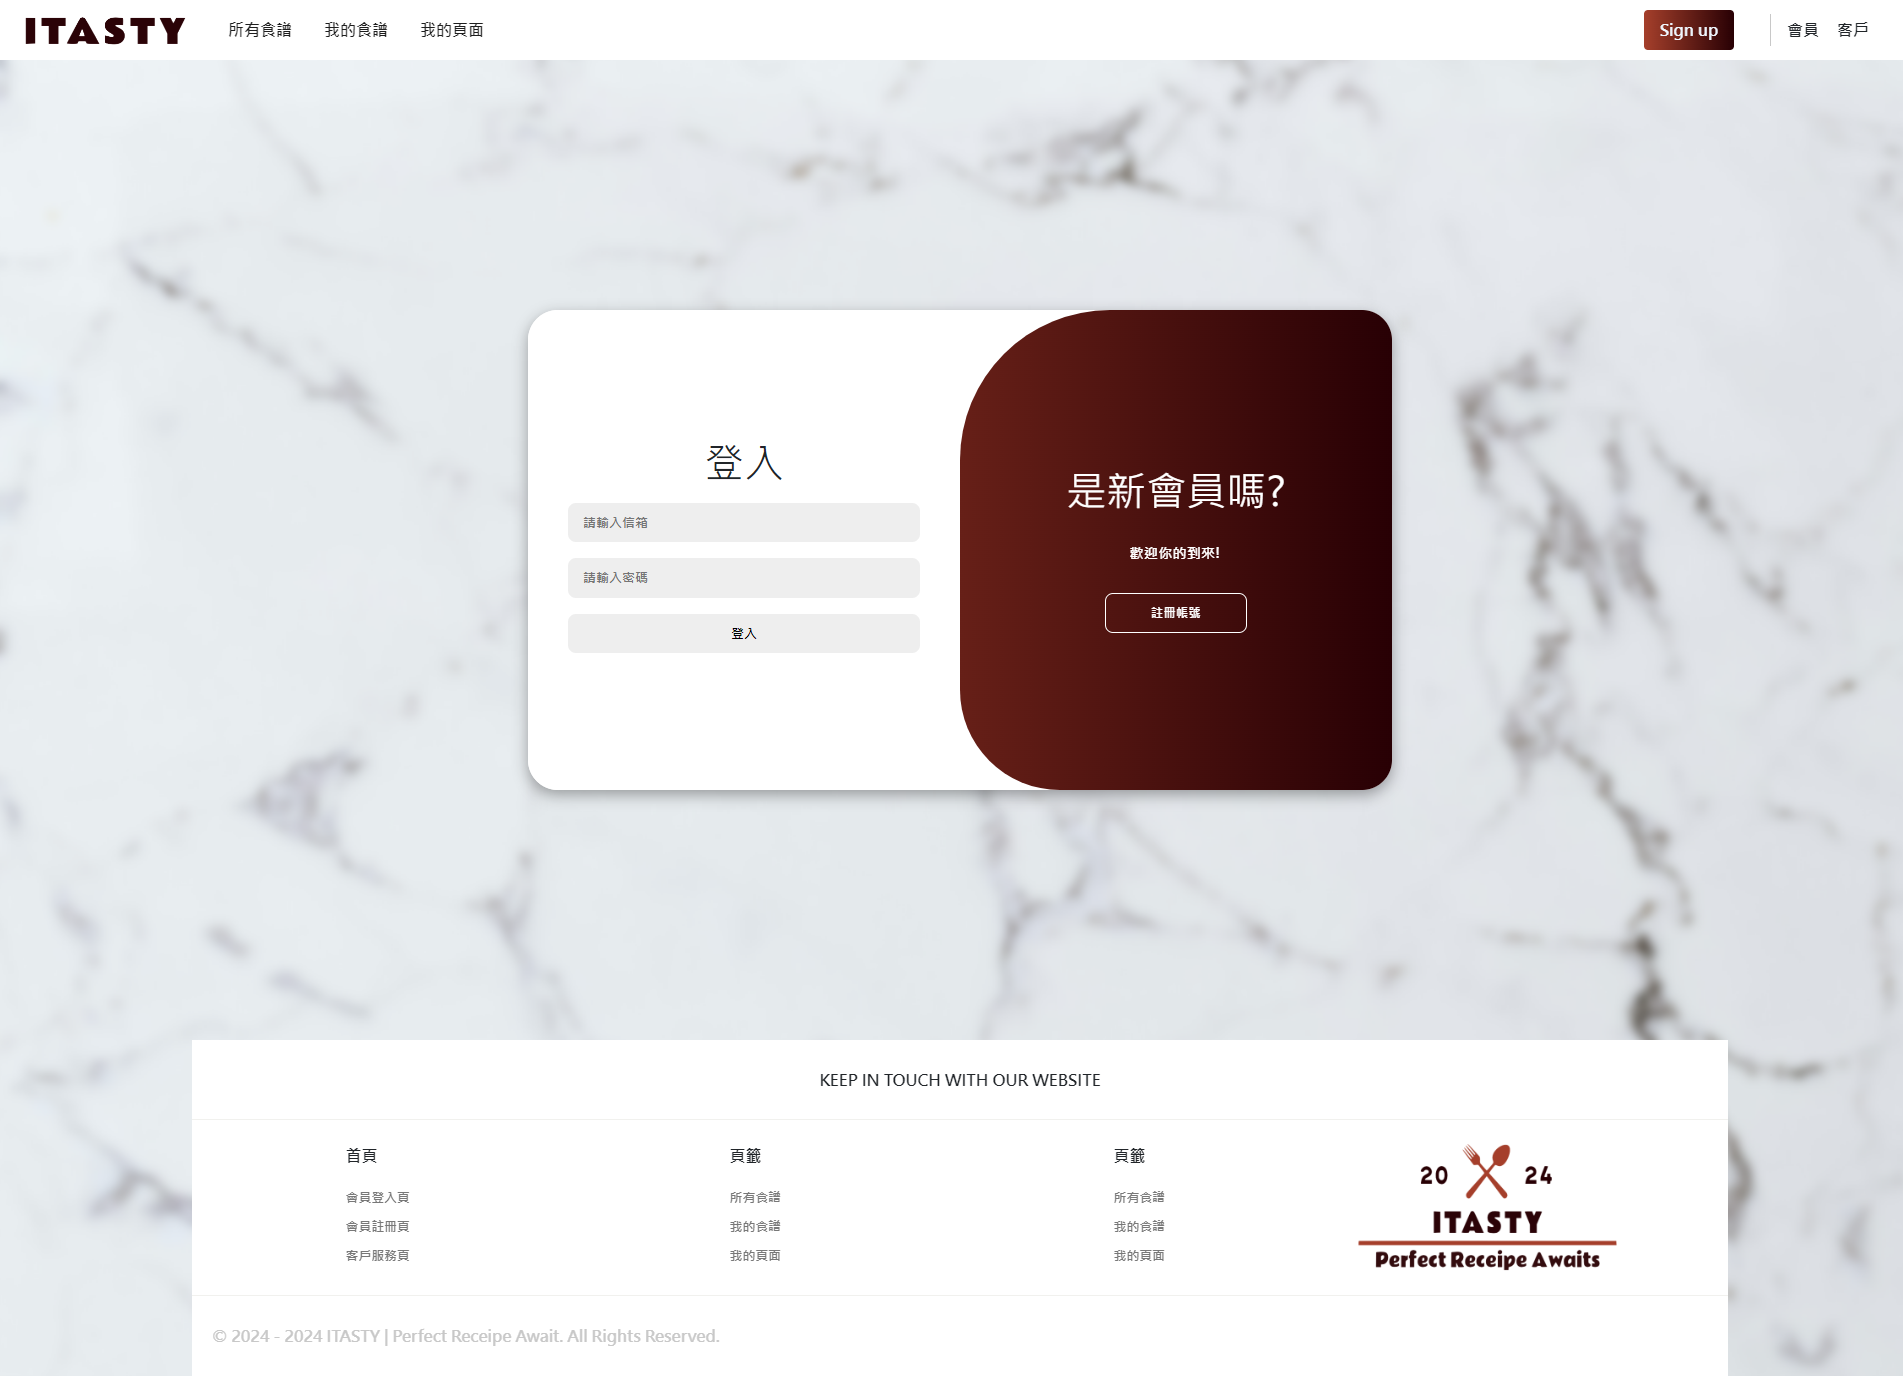 ITASTY 所有食譜 我的食譜 我的頁面 Sign up 會員 客戶
登入
請輸入信箱
請輸入密碼
登入
是新會員嗎?
歡迎你的到來!
註冊帳號
KEEP IN TOUCH WITH OUR WEBSITE
首頁
會員登入頁
會員註冊頁
客戶服務頁
頁籤
所有食譜
我的食譜
我的頁面
頁籤
所有食譜
我的食譜
我的頁面
20 24
ITASTY
Perfect Receipe Awaits
© 2024 - 2024 ITASTY | Perfect Receipe Await. All Rights Reserved.